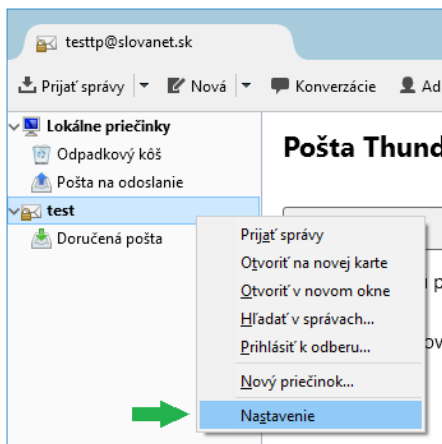 testtp@slovanet.sk
Prijať správy Nová Konverzácie Ad
Lokálne priečinky
Odpadkový kôš
Pošta na odoslanie
test
Doručená pošta
Pošta Thund
Prijať správy
Otvoriť na novej karte
Otvoriť v novom okne
Hľadať v správach...
Prihlásiť k odberu...
Nový priečinok...
Nastavenie